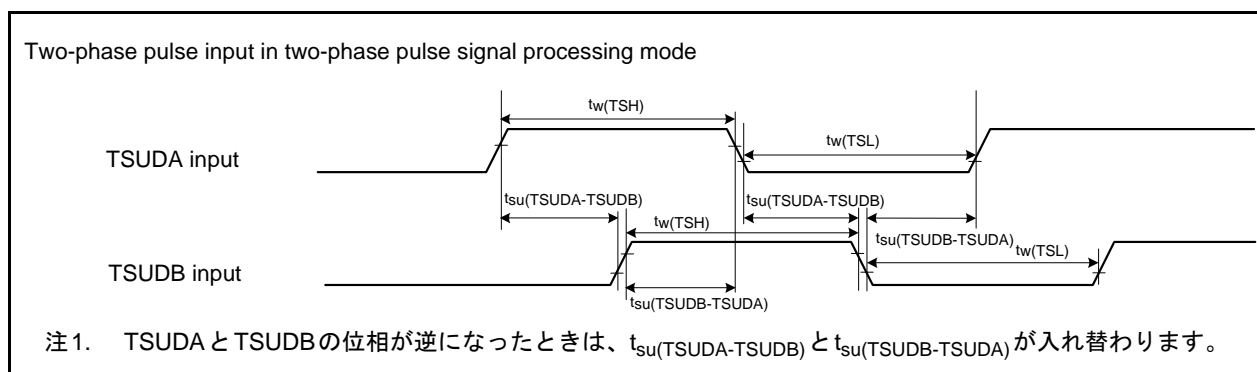 Two-phase pulse input in two-phase pulse signal processing mode
tw(TSH)
tw(TSL)
TSUDA input
tsu(TSUDA-TSUDB)
tsu(TSUDA-TSUDB)
tw(TSH)
tsu(TSUDB-TSUDA)
tw(TSL)
TSUDB input
tsu(TSUDB-TSUDA)
注1. TSUDAとTSUDBの位相が逆になったときは、tsu(TSUDA-TSUDB)とtsu(TSUDB-TSUDA)が入れ替わります。